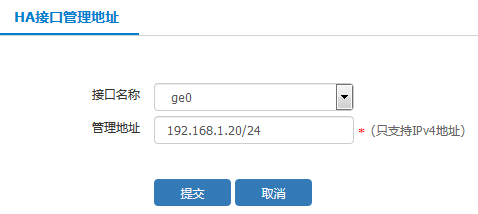 HA接口管理地址
接口名称 ge0
管理地址 192.168.1.20/24 * (只支持IPv4地址)
提交 取消